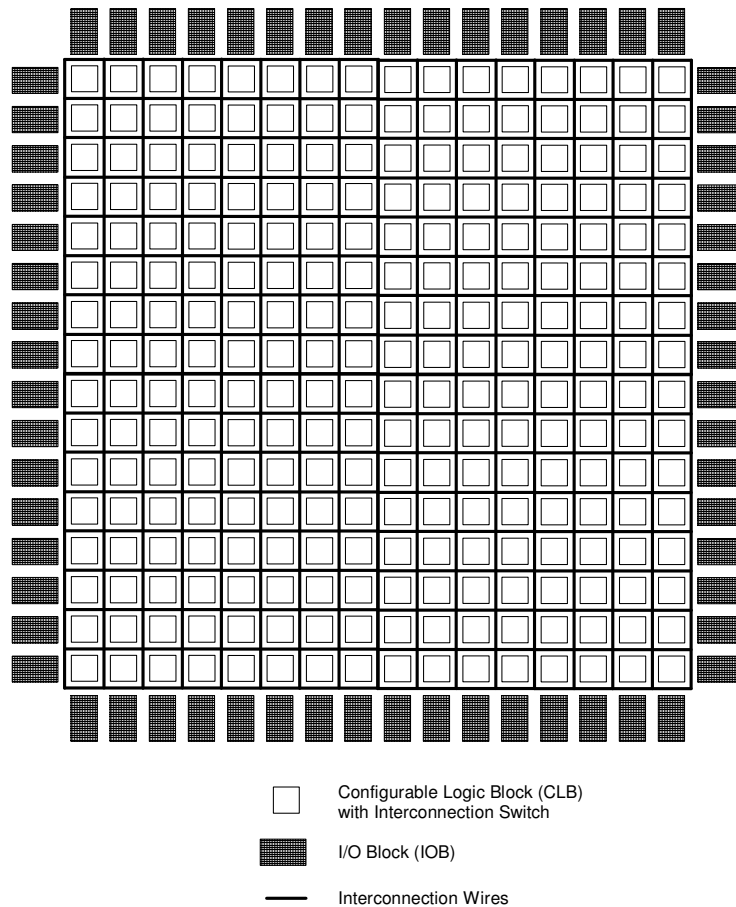 Configurable Logic Block (CLB)
with Interconnection Switch
I/O Block (IOB)
Interconnection Wires